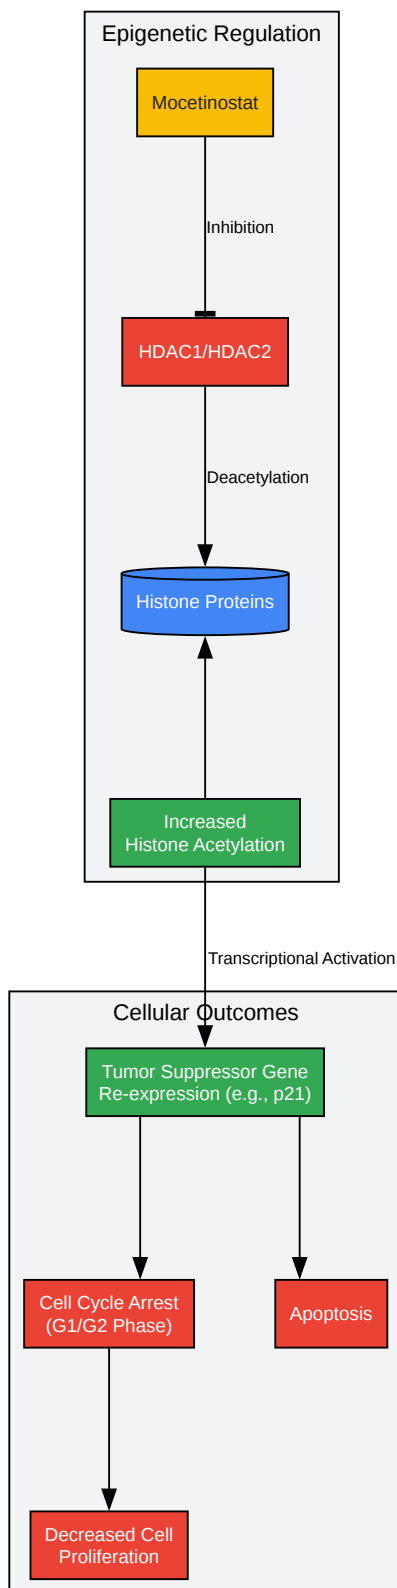 Epigenetic Regulation
Mocetinostat
Inhibition
HDAC1/HDAC2
Deacetylation
Histone Proteins
Increased
Histone Acetylation
Transcriptional Activation
Cellular Outcomes
Tumor Suppressor Gene
Re-expression (e.g., p21)
Cell Cycle Arrest
(G1/G2 Phase)
Apoptosis
Decreased Cell
Proliferation